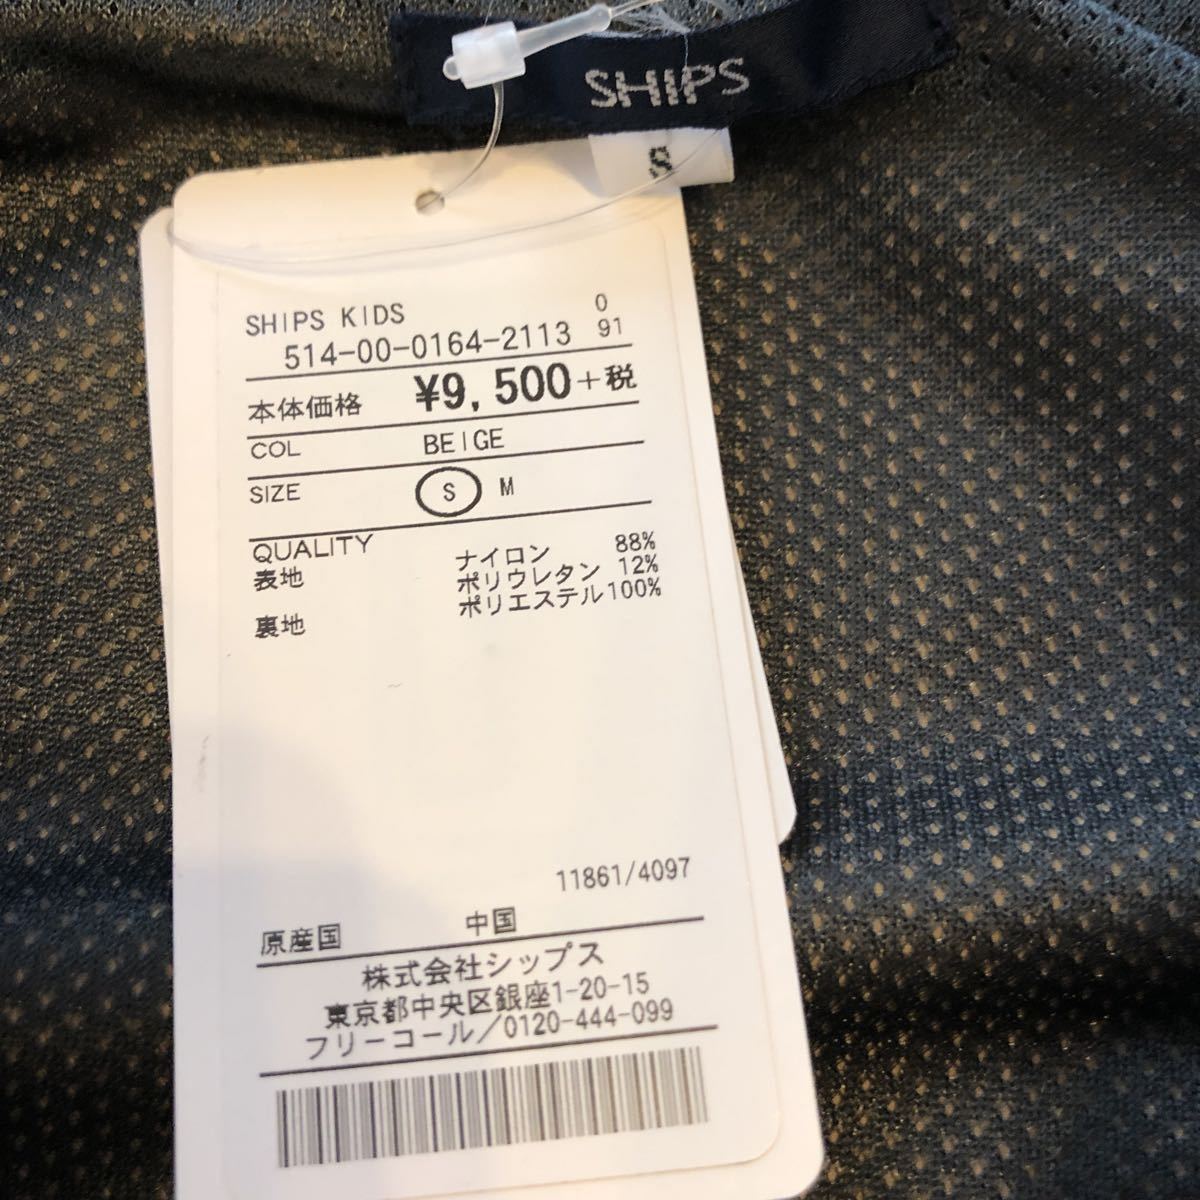 SHIPS
S
SHIPS KIDS 0
514-00-0164-2113 91
本体価格 ¥9,500+税
COL BEIGE
SIZE S M
QUALITY
表地 ナイロン 88%
ポリウレタン 12%
裏地 ポリエステル100%
11861/4097
原産国 中国
株式会社シップス
東京都中央区銀座1-20-15
フリーコール/0120-444-099